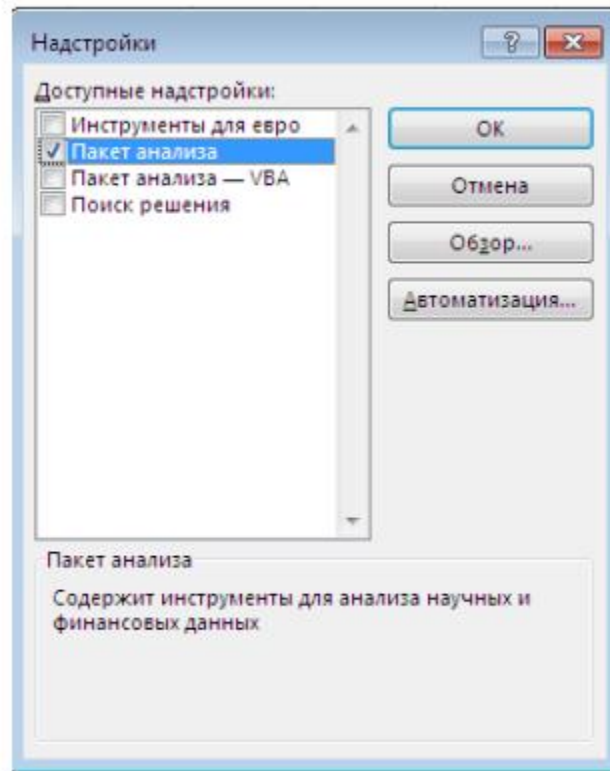 Надстройки
Доступные надстройки:
Инструменты для евро
Пакет анализа
Пакет анализа — VBA
Поиск решения
ОК
Отмена
Обзор...
Автоматизация...
Пакет анализа
Содержит инструменты для анализа научных и
финансовых данных